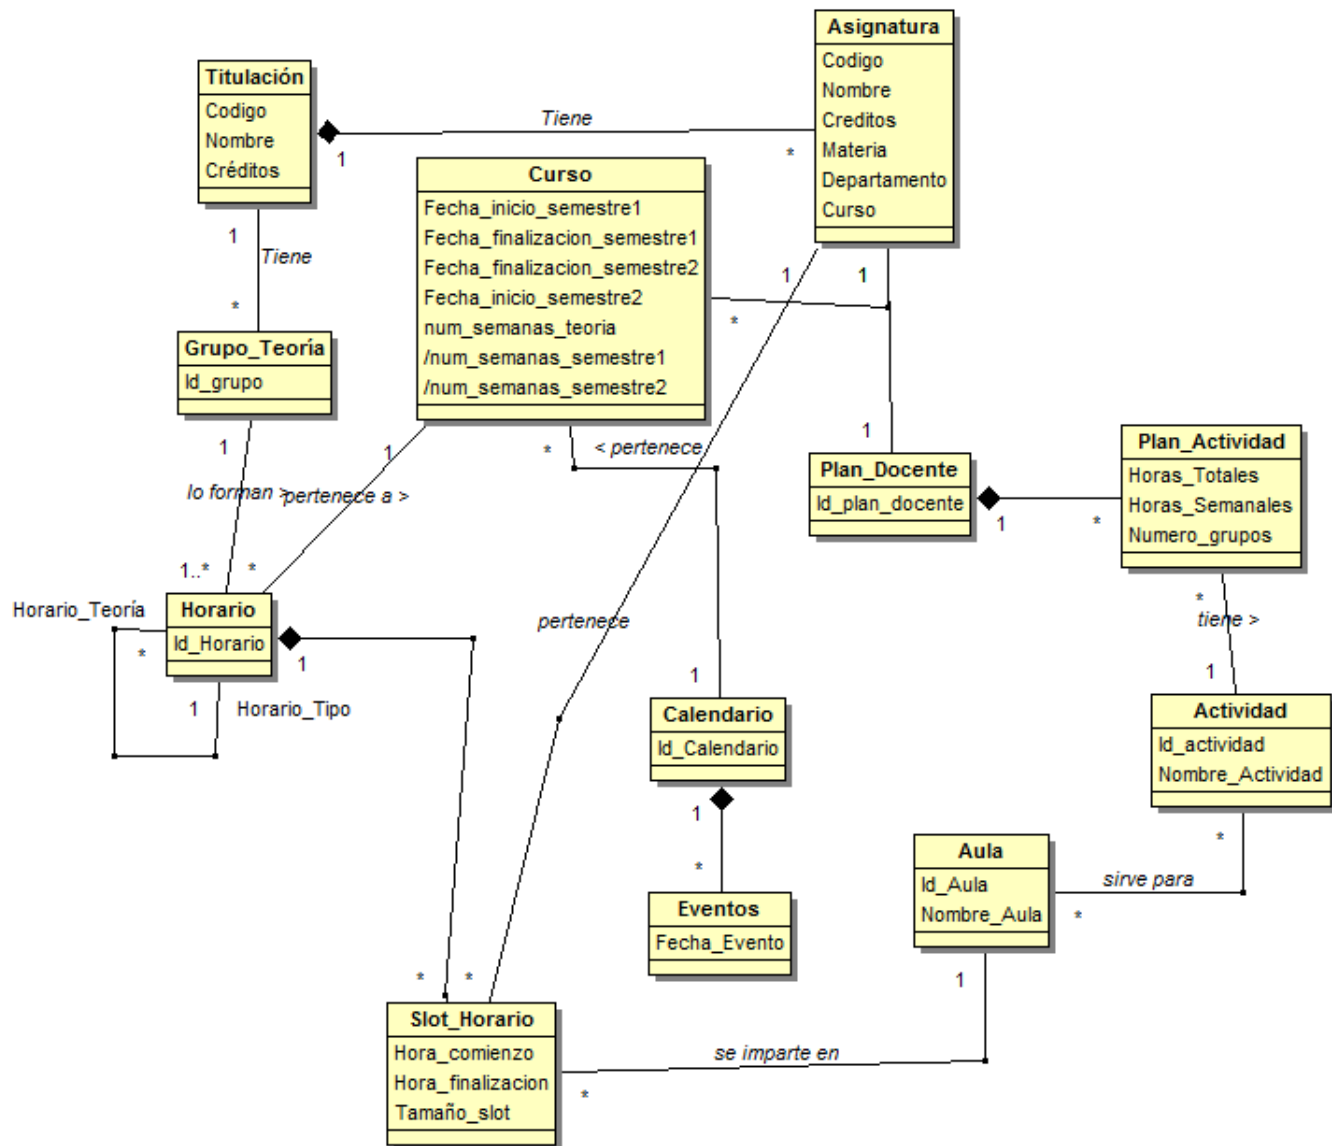 Asignatura
Codigo
Nombre
Creditos
Materia
Departamento
Curso
Titulación
Codigo
Nombre
Créditos
Tiene
1
*
Curso
Fecha_inicio_semestre1
Fecha_finalizacion_semestre1
Fecha_finalizacion_semestre2
Fecha_inicio_semestre2
num_semanas_teoria
/num_semanas_semestre1
/num_semanas_semestre2
1
Tiene
*
1
1
*
Grupo_Teoría
Id_grupo
1
1
*
< pertenece
1
Plan_Docente
Id_plan_docente
Plan_Actividad
Horas_Totales
Horas_Semanales
Numero_grupos
1
*
lo forman >
pertenece a >
1..*
*
Horario_Teoría
*
Horario
Id_Horario
1
1
Horario_Tipo
pertenece
*
tiene >
1
1
Calendario
Id_Calendario
Actividad
Id_actividad
Nombre_Actividad
1
*
*
Aula
Id_Aula
Nombre_Aula
sirve para
*
Eventos
Fecha_Evento
*
*
1
Slot_Horario
Hora_comienzo
Hora_finalizacion
Tamaño_slot
se imparte en
*